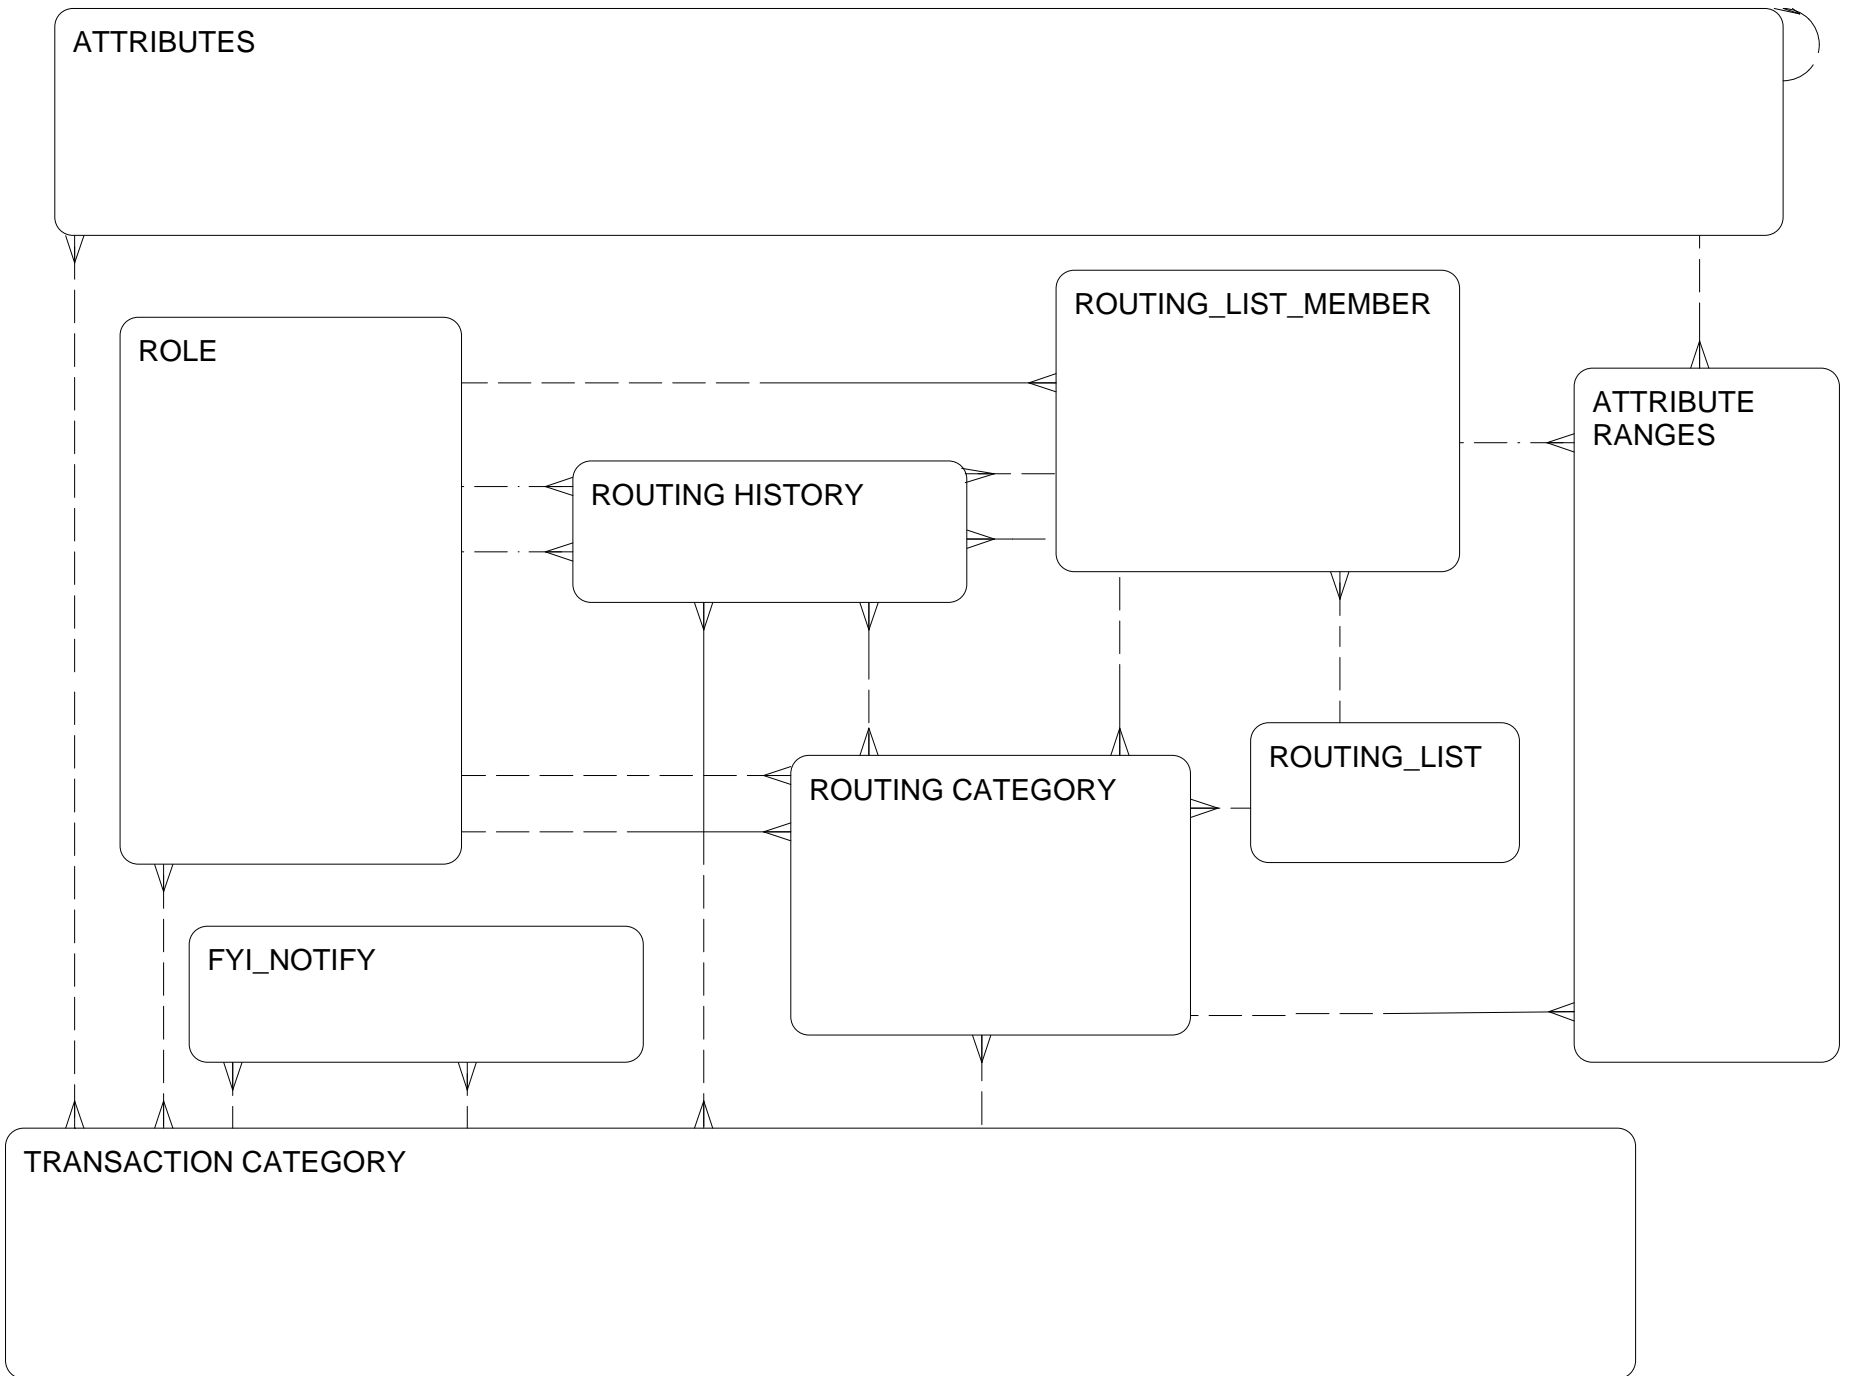 ATTRIBUTES
ROUTING_LIST_MEMBER
ROLE
ATTRIBUTE
RANGES
ROUTING HISTORY
ROUTING_LIST
ROUTING CATEGORY
FYI_NOTIFY
TRANSACTION CATEGORY